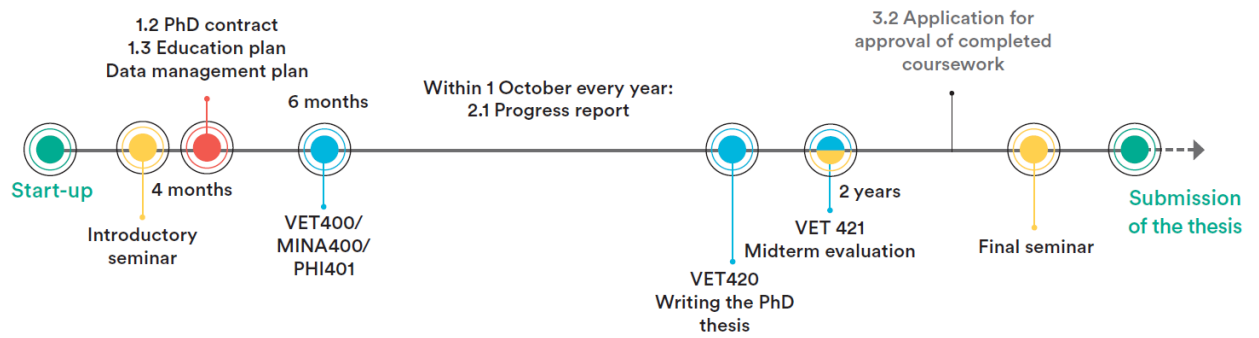 1.2 PhD contract
1.3 Education plan
Data management plan
3.2 Application for
approval of completed
coursework
6 months
Within 1 October every year:
2.1 Progress report
Start-up
4 months
2 years
Introductory
seminar
VET400/
MINA400/
PHI401
VET420
Writing the PhD
thesis
VET 421
Midterm evaluation
Final seminar
Submission
of the thesis